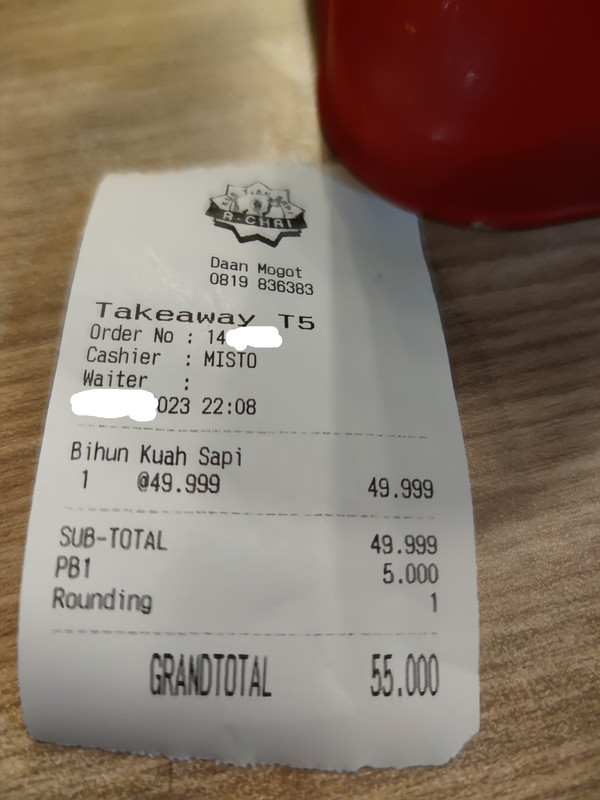 A-CHAI
Daan Mogot
0819 836383
Takeaway T5
Order No : 14
Cashier : MISTO
Waiter :
023 22:08
Bihun Kuah Sapi
1 @49.999 49.999
SUB-TOTAL 49.999
PB1 5.000
Rounding 1
GRANDTOTAL 55.000